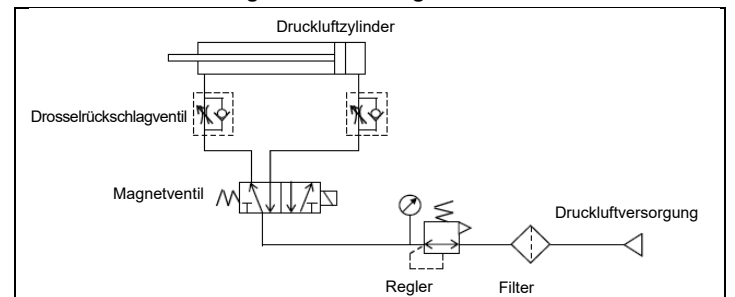 Druckluftzylinder
Drosselrückschlagventil
Magnetventil
Druckluftversorgung
Regler
Filter